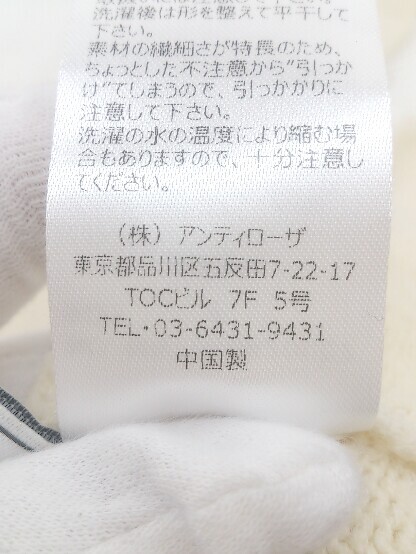 洗濯後は形を整えて平干して
下さい。
素材の繊細さが特長のため、
ちょっとした不注意から"引っか
け"てしまうので、引っかかりに
注意して下さい。
洗濯の水の温度により縮む場
合もありますので、十分注意し
てください。
(株) アンティローザ
東京都品川区西五反田7-22-17
TOCビル 7F 5号
TEL・03-6431-9431
中国製